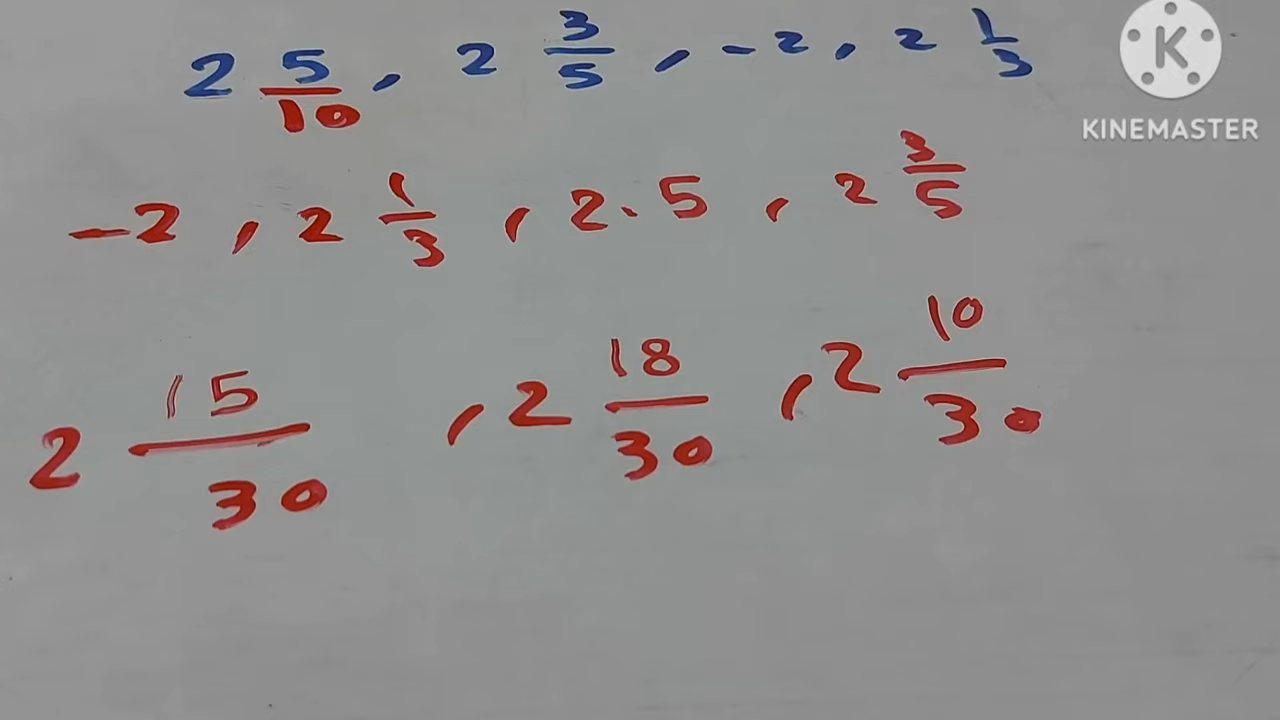 2 5/10 , 2 3/5 , -2 , 2 1/3
-2 , 2 1/3 , 2.5 , 2 3/5
2 15/30 , 2 18/30 , 2 10/30
K
KINEMASTER